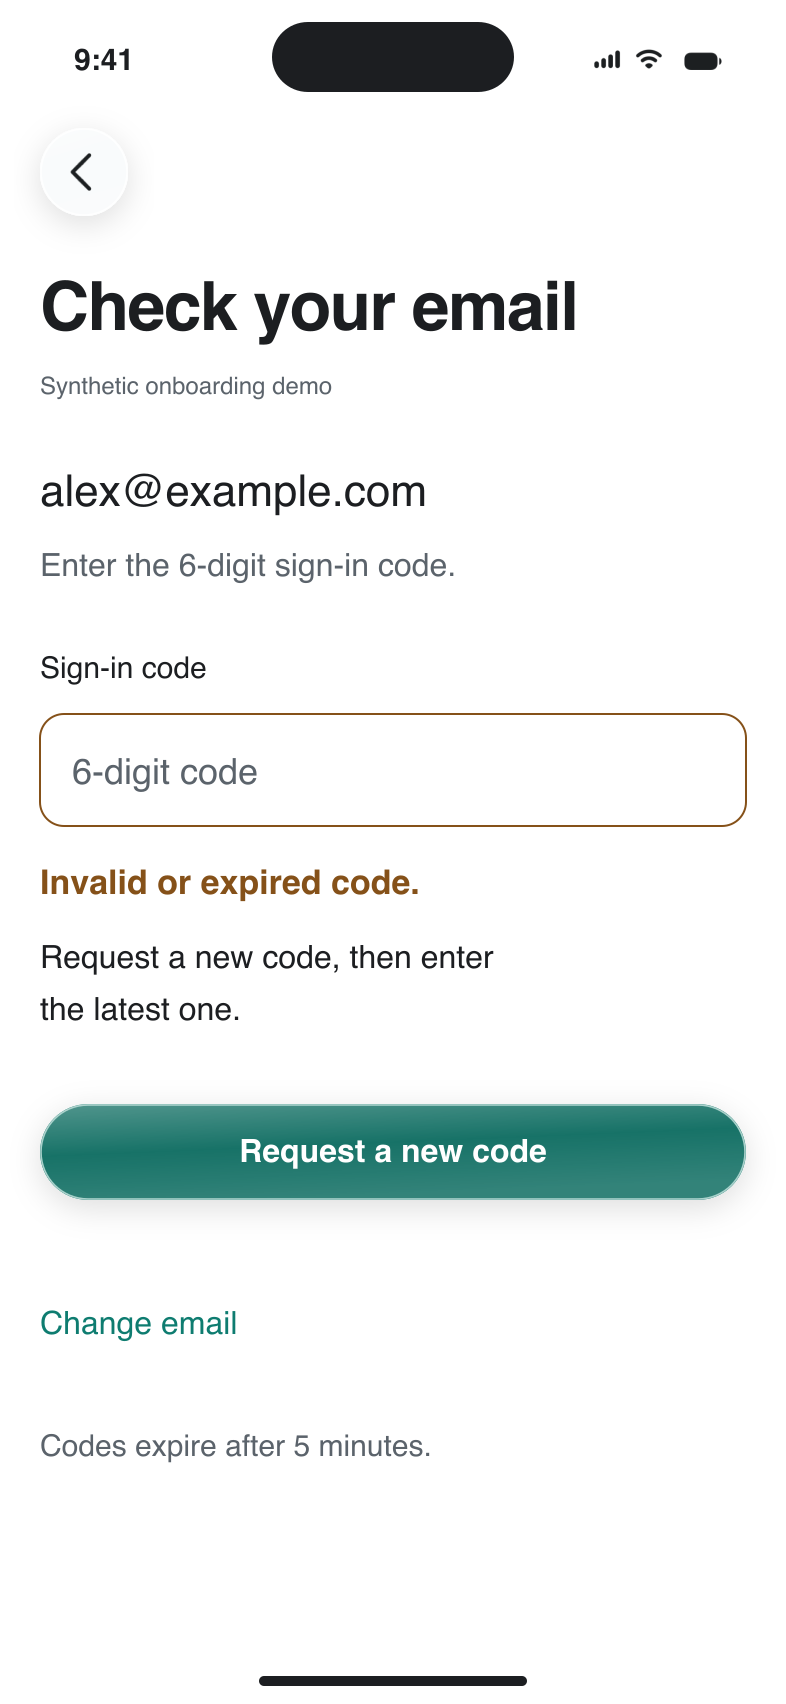 9:41
Check your email
Synthetic onboarding demo
alex@example.com
Enter the 6-digit sign-in code.
Sign-in code
6-digit code
Invalid or expired code.
Request a new code, then enter
the latest one.
Request a new code
Change email
Codes expire after 5 minutes.